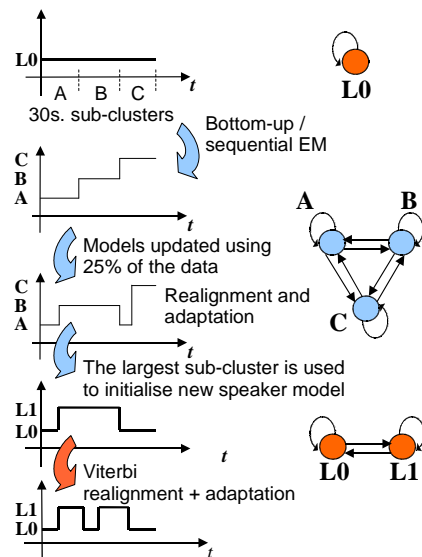 L0
t
A B C
30s. sub-clusters
L0
Bottom-up /
sequential EM
C
B
A
t
A B
C
Models updated using
25% of the data
C
B
A
Realignment and
adaptation
t
The largest sub-cluster is used
to initialise new speaker model
L1
L0
t
t
L0 L1
Viterbi
realignment + adaptation
L1
L0
t